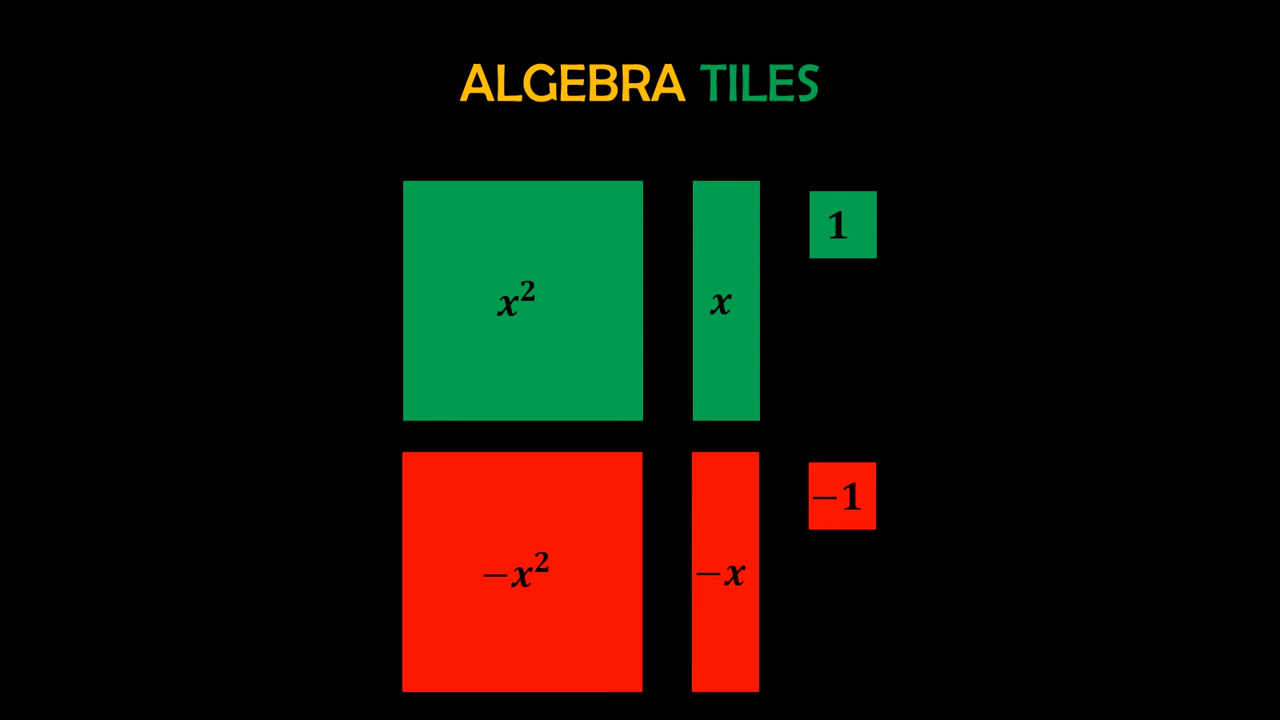 ALGEBRA TILES
x² x 1
−x² −x −1